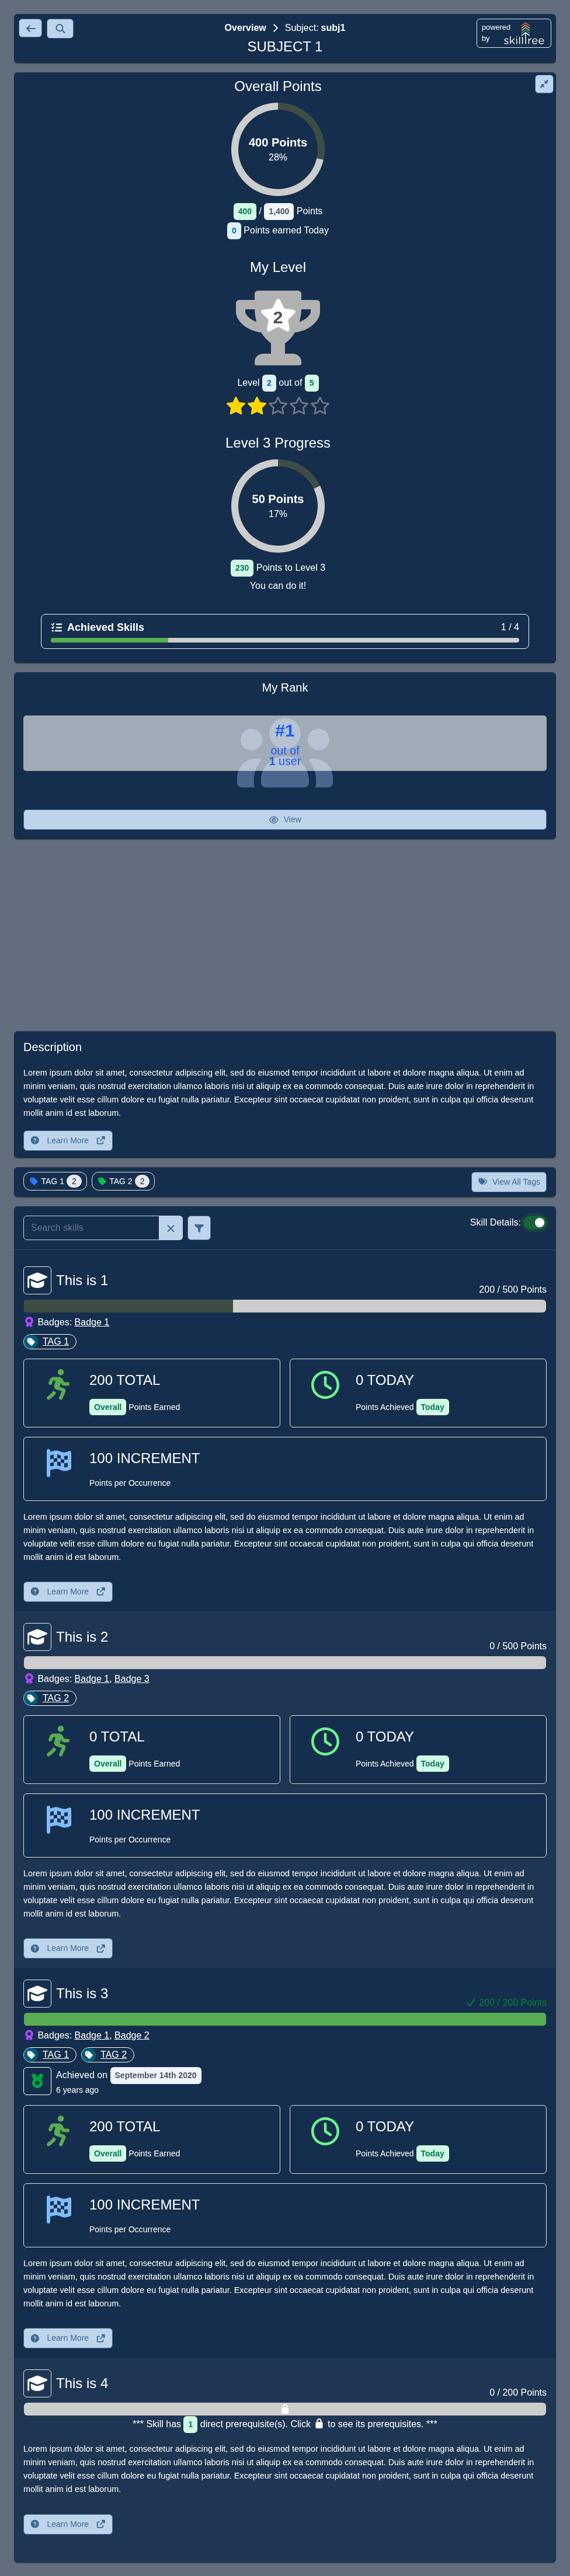 Overview > Subject: subj1
SUBJECT 1
powered by skilltree
Overall Points
400 Points
28%
400 / 1,400 Points
0 Points earned Today
My Level
2
Level 2 out of 5
Level 3 Progress
50 Points
17%
230 Points to Level 3
You can do it!
Achieved Skills 1 / 4
My Rank
#1
out of
1 user
View
Description
Lorem ipsum dolor sit amet, consectetur adipiscing elit, sed do eiusmod tempor incididunt ut labore et dolore magna aliqua. Ut enim ad
minim veniam, quis nostrud exercitation ullamco laboris nisi ut aliquip ex ea commodo consequat. Duis aute irure dolor in reprehenderit in
voluptate velit esse cillum dolore eu fugiat nulla pariatur. Excepteur sint occaecat cupidatat non proident, sunt in culpa qui officia deserunt
mollit anim id est laborum.
Learn More
TAG 1 2 TAG 2 2 View All Tags
Search skills Skill Details:
This is 1
200 / 500 Points
Badges: Badge 1
TAG 1
200 TOTAL
Overall Points Earned
0 TODAY
Points Achieved Today
100 INCREMENT
Points per Occurrence
Lorem ipsum dolor sit amet, consectetur adipiscing elit, sed do eiusmod tempor incididunt ut labore et dolore magna aliqua. Ut enim ad
minim veniam, quis nostrud exercitation ullamco laboris nisi ut aliquip ex ea commodo consequat. Duis aute irure dolor in reprehenderit in
voluptate velit esse cillum dolore eu fugiat nulla pariatur. Excepteur sint occaecat cupidatat non proident, sunt in culpa qui officia deserunt
mollit anim id est laborum.
Learn More
This is 2
0 / 500 Points
Badges: Badge 1, Badge 3
TAG 2
0 TOTAL
Overall Points Earned
0 TODAY
Points Achieved Today
100 INCREMENT
Points per Occurrence
Lorem ipsum dolor sit amet, consectetur adipiscing elit, sed do eiusmod tempor incididunt ut labore et dolore magna aliqua. Ut enim ad
minim veniam, quis nostrud exercitation ullamco laboris nisi ut aliquip ex ea commodo consequat. Duis aute irure dolor in reprehenderit in
voluptate velit esse cillum dolore eu fugiat nulla pariatur. Excepteur sint occaecat cupidatat non proident, sunt in culpa qui officia deserunt
mollit anim id est laborum.
Learn More
This is 3
200 / 200 Points
Badges: Badge 1, Badge 2
TAG 1 TAG 2
Achieved on September 14th 2020
6 years ago
200 TOTAL
Overall Points Earned
0 TODAY
Points Achieved Today
100 INCREMENT
Points per Occurrence
Lorem ipsum dolor sit amet, consectetur adipiscing elit, sed do eiusmod tempor incididunt ut labore et dolore magna aliqua. Ut enim ad
minim veniam, quis nostrud exercitation ullamco laboris nisi ut aliquip ex ea commodo consequat. Duis aute irure dolor in reprehenderit in
voluptate velit esse cillum dolore eu fugiat nulla pariatur. Excepteur sint occaecat cupidatat non proident, sunt in culpa qui officia deserunt
mollit anim id est laborum.
Learn More
This is 4
0 / 200 Points
*** Skill has 1 direct prerequisite(s). Click to see its prerequisites. ***
Lorem ipsum dolor sit amet, consectetur adipiscing elit, sed do eiusmod tempor incididunt ut labore et dolore magna aliqua. Ut enim ad
minim veniam, quis nostrud exercitation ullamco laboris nisi ut aliquip ex ea commodo consequat. Duis aute irure dolor in reprehenderit in
voluptate velit esse cillum dolore eu fugiat nulla pariatur. Excepteur sint occaecat cupidatat non proident, sunt in culpa qui officia deserunt
mollit anim id est laborum.
Learn More